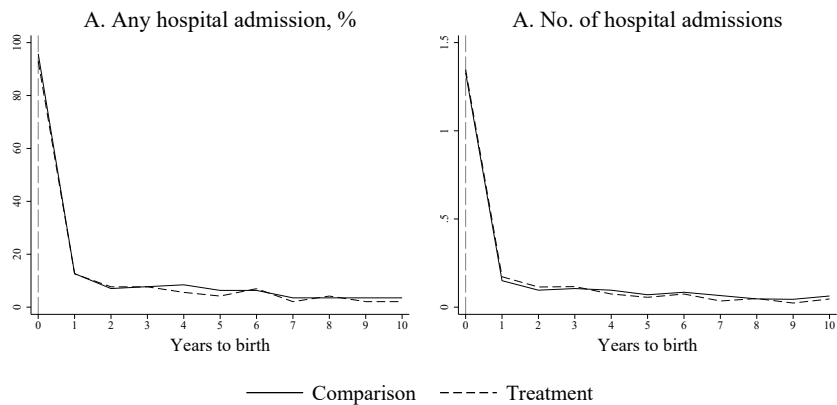 A. Any hospital admission, %
100
80
60
40
20
0
0 1 2 3 4 5 6 7 8 9 10
Years to birth
A. No. of hospital admissions
1.5
1
.5
0
0 1 2 3 4 5 6 7 8 9 10
Years to birth
Comparison Treatment